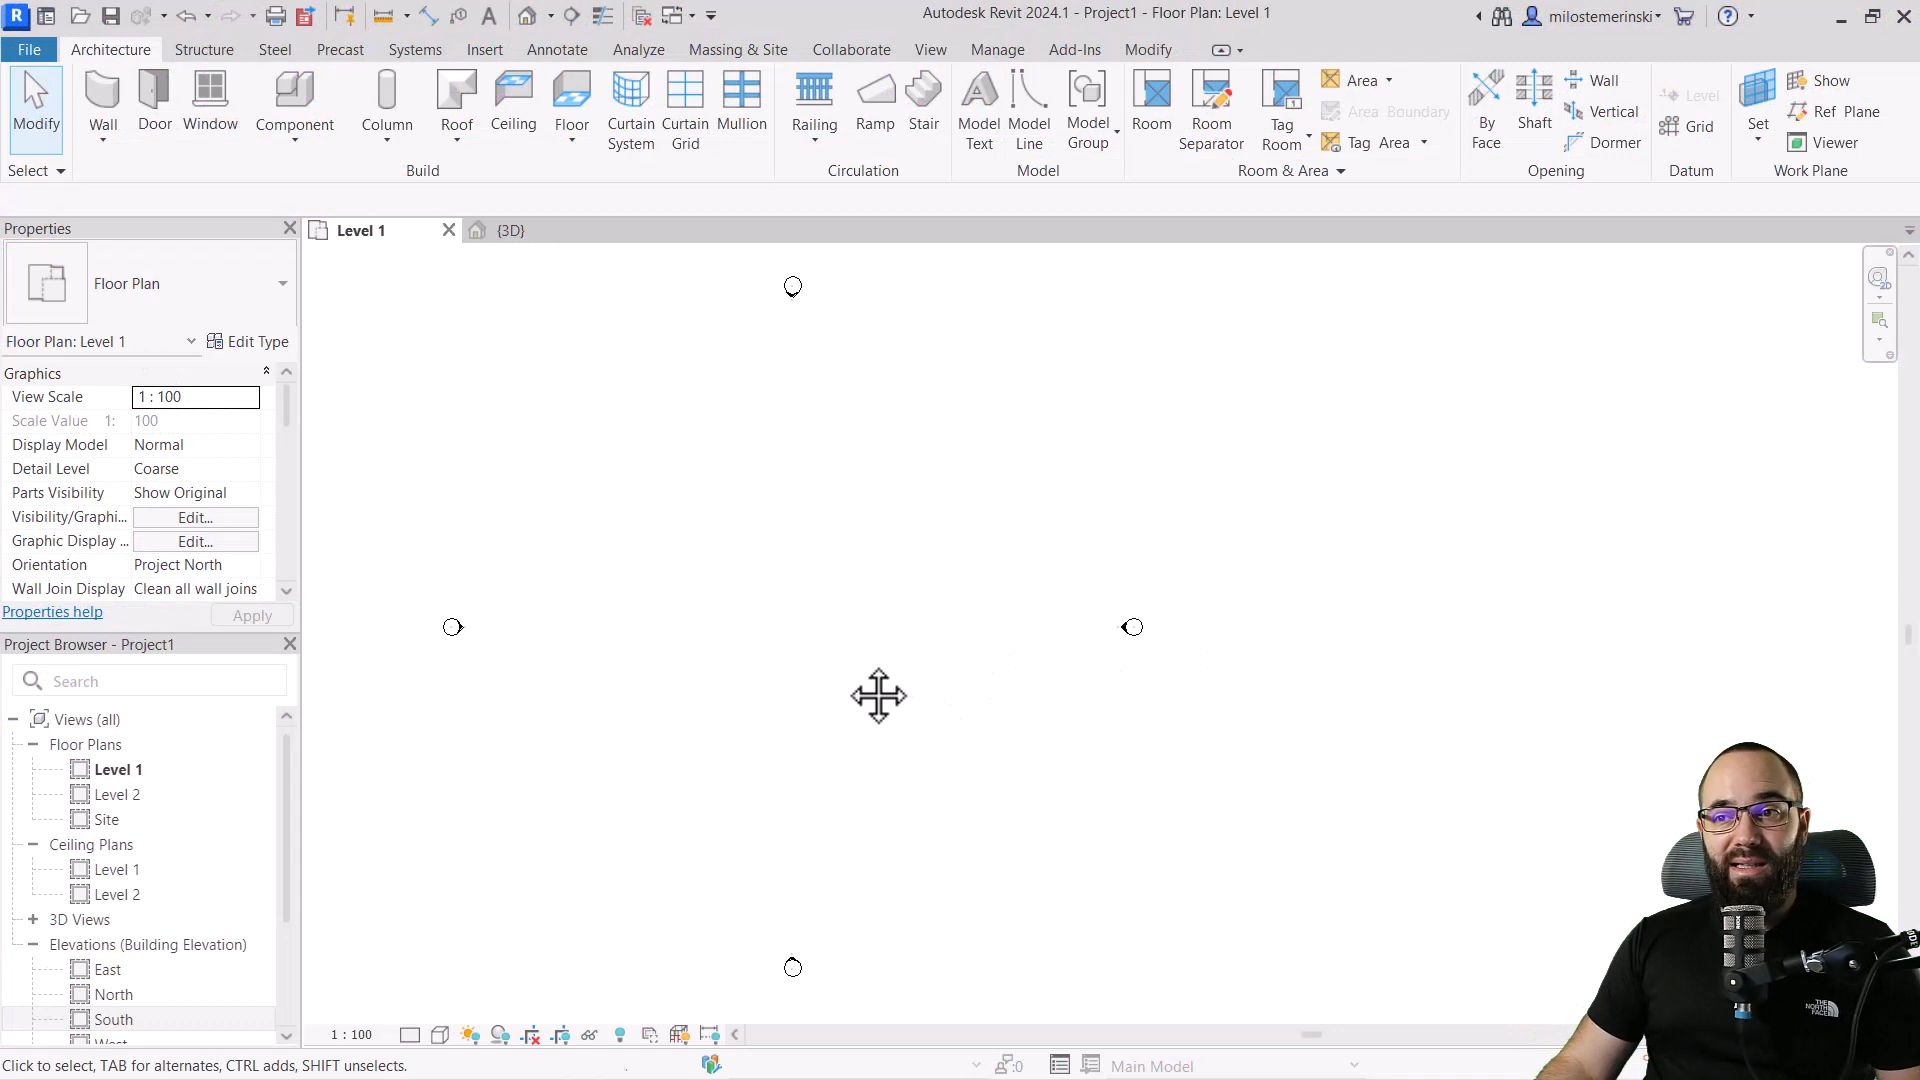 Autodesk Revit 2024.1 - Project1 - Floor Plan: Level 1
milostemerinski
File Architecture Structure Steel Precast Systems Insert Annotate Analyze Massing & Site Collaborate View Manage Add-Ins Modify
Modify
Wall
Door
Window
Component
Column
Roof
Ceiling
Floor
Curtain System
Curtain Grid
Mullion
Railing
Ramp
Stair
Model Text
Model Line
Model Group
Room
Room Separator
Tag Room
Area
Area Boundary
Tag Area
By Face
Shaft
Wall
Vertical
Dormer
Level
Grid
Set
Show
Ref Plane
Viewer
Select Build Circulation Model Room & Area Opening Datum Work Plane
Properties
Level 1
{3D}
Floor Plan
Floor Plan: Level 1
Edit Type
Graphics
View Scale 1 : 100
Scale Value 1: 100
Display Model Normal
Detail Level Coarse
Parts Visibility Show Original
Visibility/Graphi... Edit...
Graphic Display ... Edit...
Orientation Project North
Wall Join Display Clean all wall joins
Properties help
Apply
Project Browser - Project1
Search
Views (all)
Floor Plans
Level 1
Level 2
Site
Ceiling Plans
Level 1
Level 2
3D Views
Elevations (Building Elevation)
East
North
South
West
2D
1 : 100
Click to select, TAB for alternates, CTRL adds, SHIFT unselects.
:0
Main Model
THE
NORTH
FACE